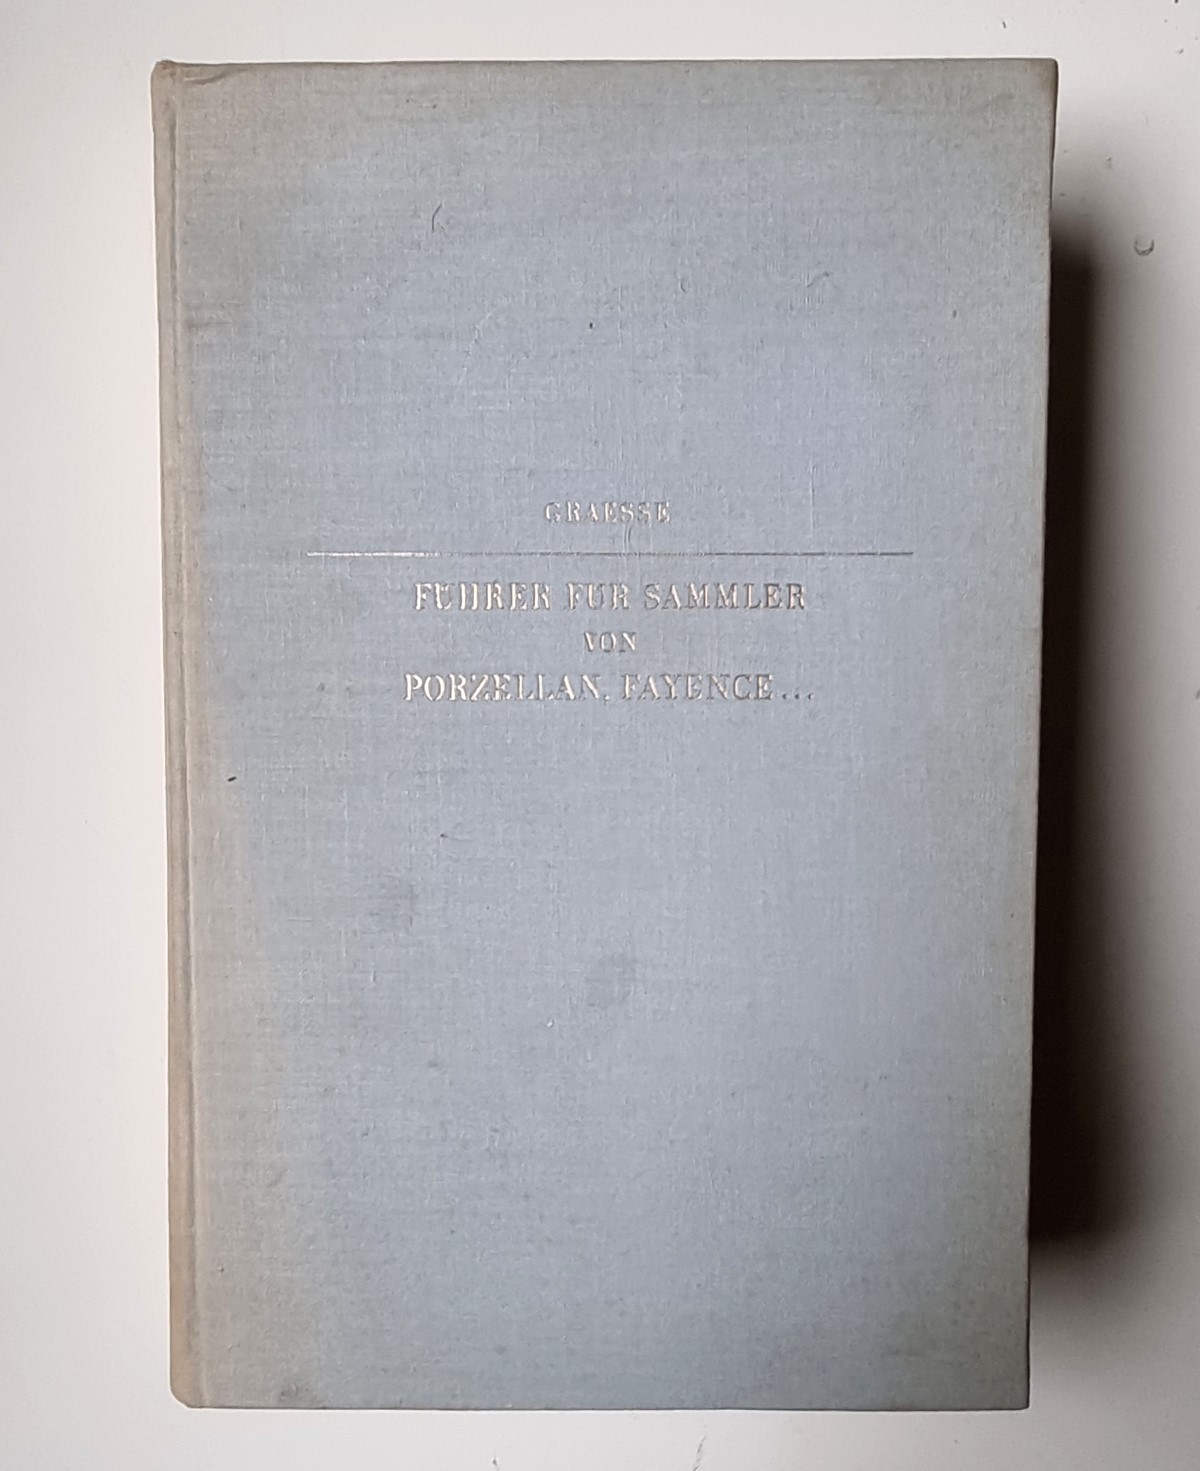 GRAESSE
FÜHRER FÜR SAMMLER
VON
PORZELLAN, FAYENCE...